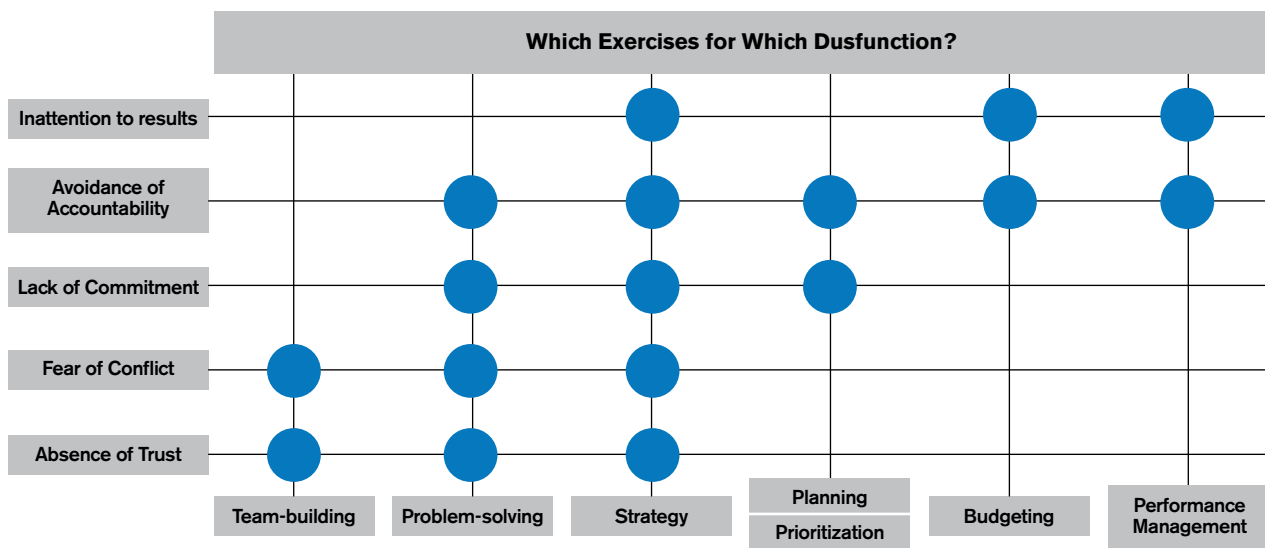 Which Exercises for Which Dusfunction?
Inattention to results
Avoidance of
Accountability
Lack of Commitment
Fear of Conflict
Absence of Trust
Team-building
Problem-solving
Strategy
Planning
Prioritization
Budgeting
Performance
Management